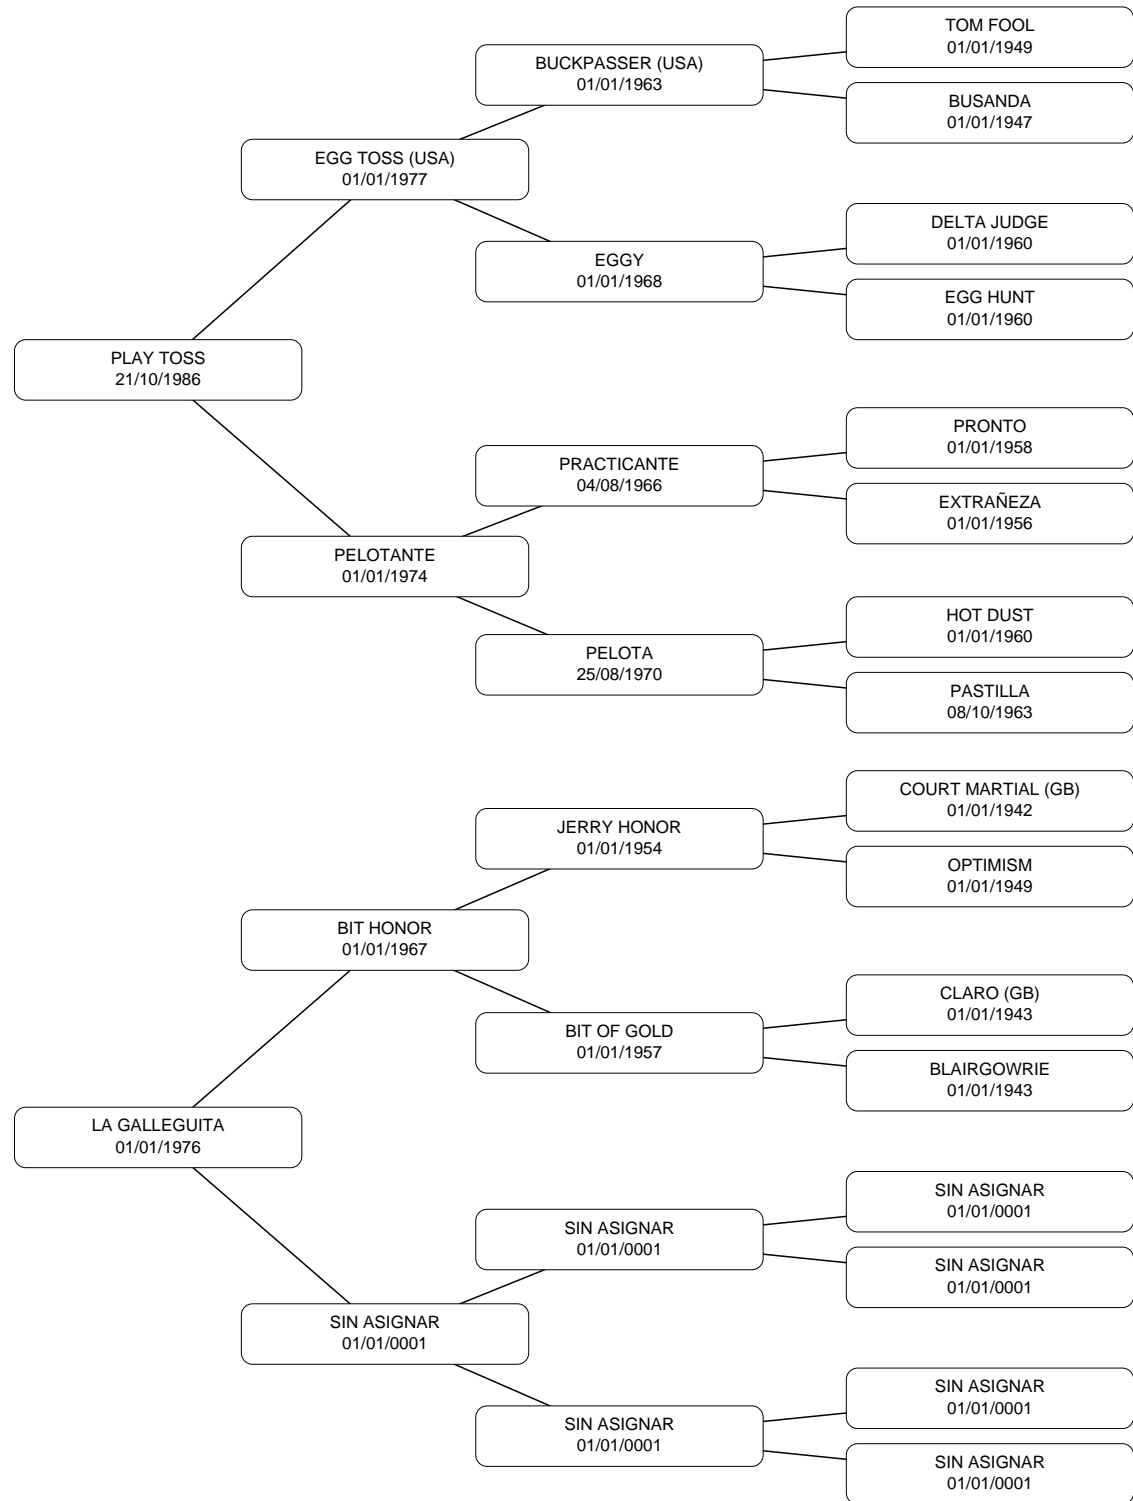 TOM FOOL
01/01/1949
BUCKPASSER (USA)
01/01/1963
BUSANDA
01/01/1947
EGG TOSS (USA)
01/01/1977
DELTA JUDGE
01/01/1960
EGGY
01/01/1968
EGG HUNT
01/01/1960
PLAY TOSS
21/10/1986
PRONTO
01/01/1958
PRACTICANTE
04/08/1966
EXTRAÑEZA
01/01/1956
PELOTANTE
01/01/1974
HOT DUST
01/01/1960
PELOTA
25/08/1970
PASTILLA
08/10/1963
COURT MARTIAL (GB)
01/01/1942
JERRY HONOR
01/01/1954
OPTIMISM
01/01/1949
BIT HONOR
01/01/1967
CLARO (GB)
01/01/1943
BIT OF GOLD
01/01/1957
BLAIRGOWRIE
01/01/1943
LA GALLEGUITA
01/01/1976
SIN ASIGNAR
01/01/0001
SIN ASIGNAR
01/01/0001
SIN ASIGNAR
01/01/0001
SIN ASIGNAR
01/01/0001
SIN ASIGNAR
01/01/0001
SIN ASIGNAR
01/01/0001
SIN ASIGNAR
01/01/0001